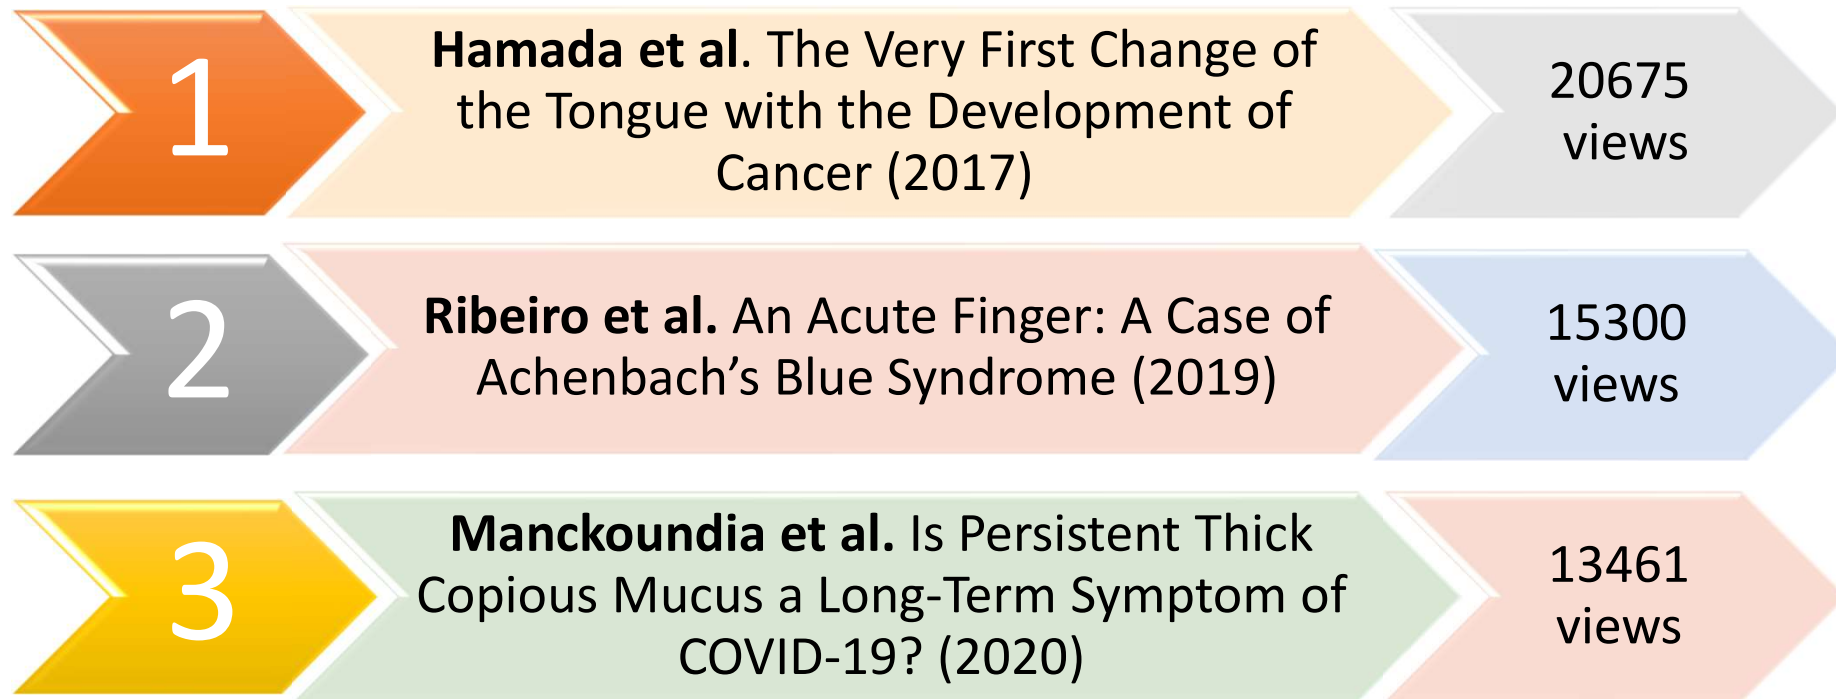 1
Hamada et al. The Very First Change of
the Tongue with the Development of
Cancer (2017)
20675
views
2
Ribeiro et al. An Acute Finger: A Case of
Achenbach’s Blue Syndrome (2019)
15300
views
3
Manckoundia et al. Is Persistent Thick
Copious Mucus a Long-Term Symptom of
COVID-19? (2020)
13461
views